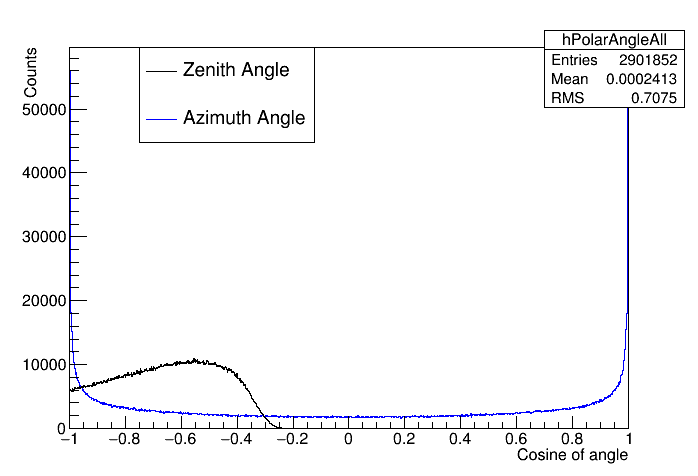 hPolarAngleAll
Entries 2901852
Mean 0.0002413
RMS 0.7075
Zenith Angle
Azimuth Angle
Counts
50000
40000
30000
20000
10000
0
−1 −0.8 −0.6 −0.4 −0.2 0 0.2 0.4 0.6 0.8 1
Cosine of angle